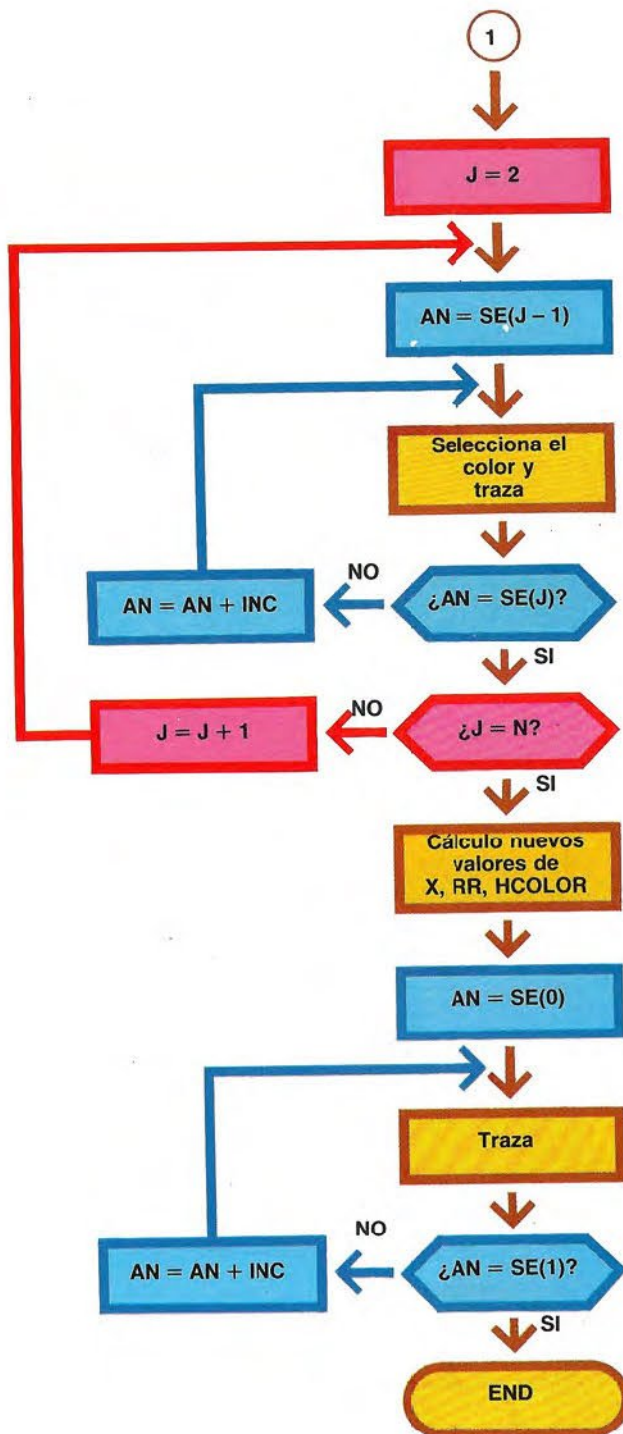 1
J = 2
AN = SE(J – 1)
Selecciona el
color y
traza
NO
AN = AN + INC
¿AN = SE(J)?
SI
NO
J = J + 1
¿J = N?
SI
Cálculo nuevos
valores de
X, RR, HCOLOR
AN = SE(0)
Traza
NO
AN = AN + INC
¿AN = SE(1)?
SI
END